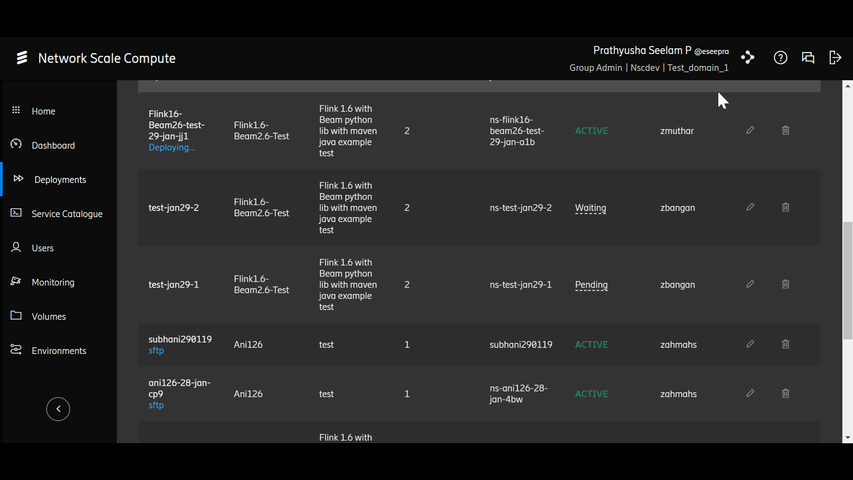 Network Scale Compute
Prathyusha Seelam P @eseepra
Group Admin | Nscdev | Test_domain_1
Home
Dashboard
Deployments
Service Catalogue
Users
Monitoring
Volumes
Environments
Flink16-
Beam26-test-
29-jan-jj1
Deploying...
Flink1.6-
Beam2.6-Test
Flink 1.6 with
Beam python
lib with maven
java example
test
2
ns-flink16-
beam26-test-
29-jan-a1b
ACTIVE
zmuthar
test-jan29-2
Flink1.6-
Beam2.6-Test
Flink 1.6 with
Beam python
lib with maven
java example
test
2
ns-test-jan29-2
Waiting
zbangan
test-jan29-1
Flink1.6-
Beam2.6-Test
Flink 1.6 with
Beam python
lib with maven
java example
test
2
ns-test-jan29-1
Pending
zbangan
subhani290119
sftp
Ani126
test
1
subhani290119
ACTIVE
zahmahs
ani126-28-jan-
cp9
sftp
Ani126
test
1
ns-ani126-28-
jan-4bw
ACTIVE
zahmahs
Flink 1.6 with